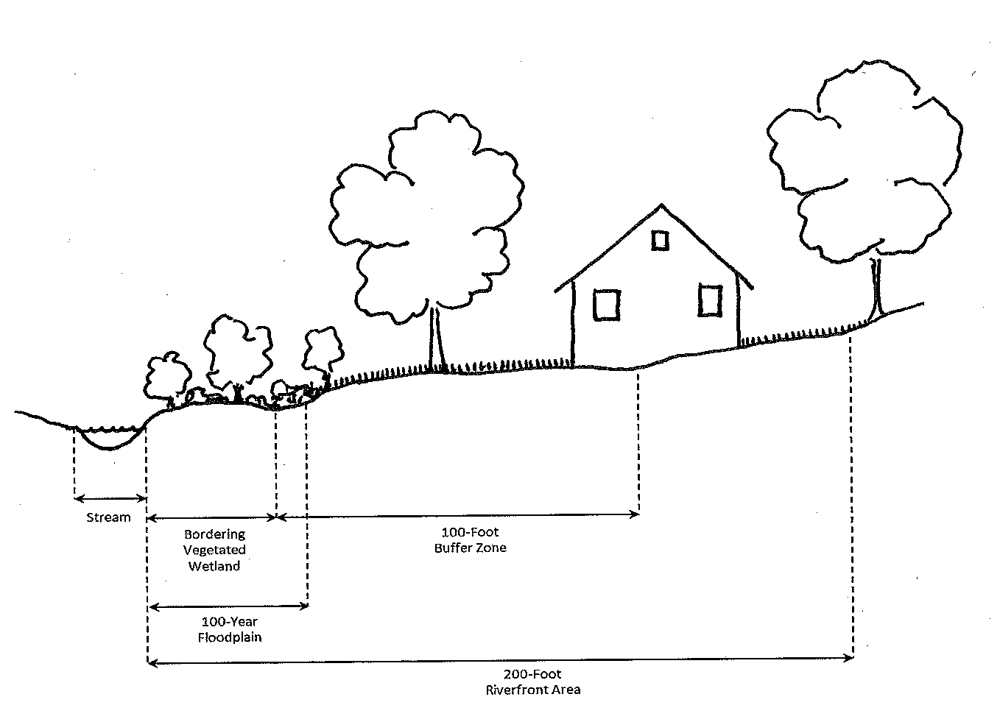 Stream
Bordering
Vegetated
Wetland
100-Foot
Buffer Zone
100-Year
Floodplain
200-Foot
Riverfront Area